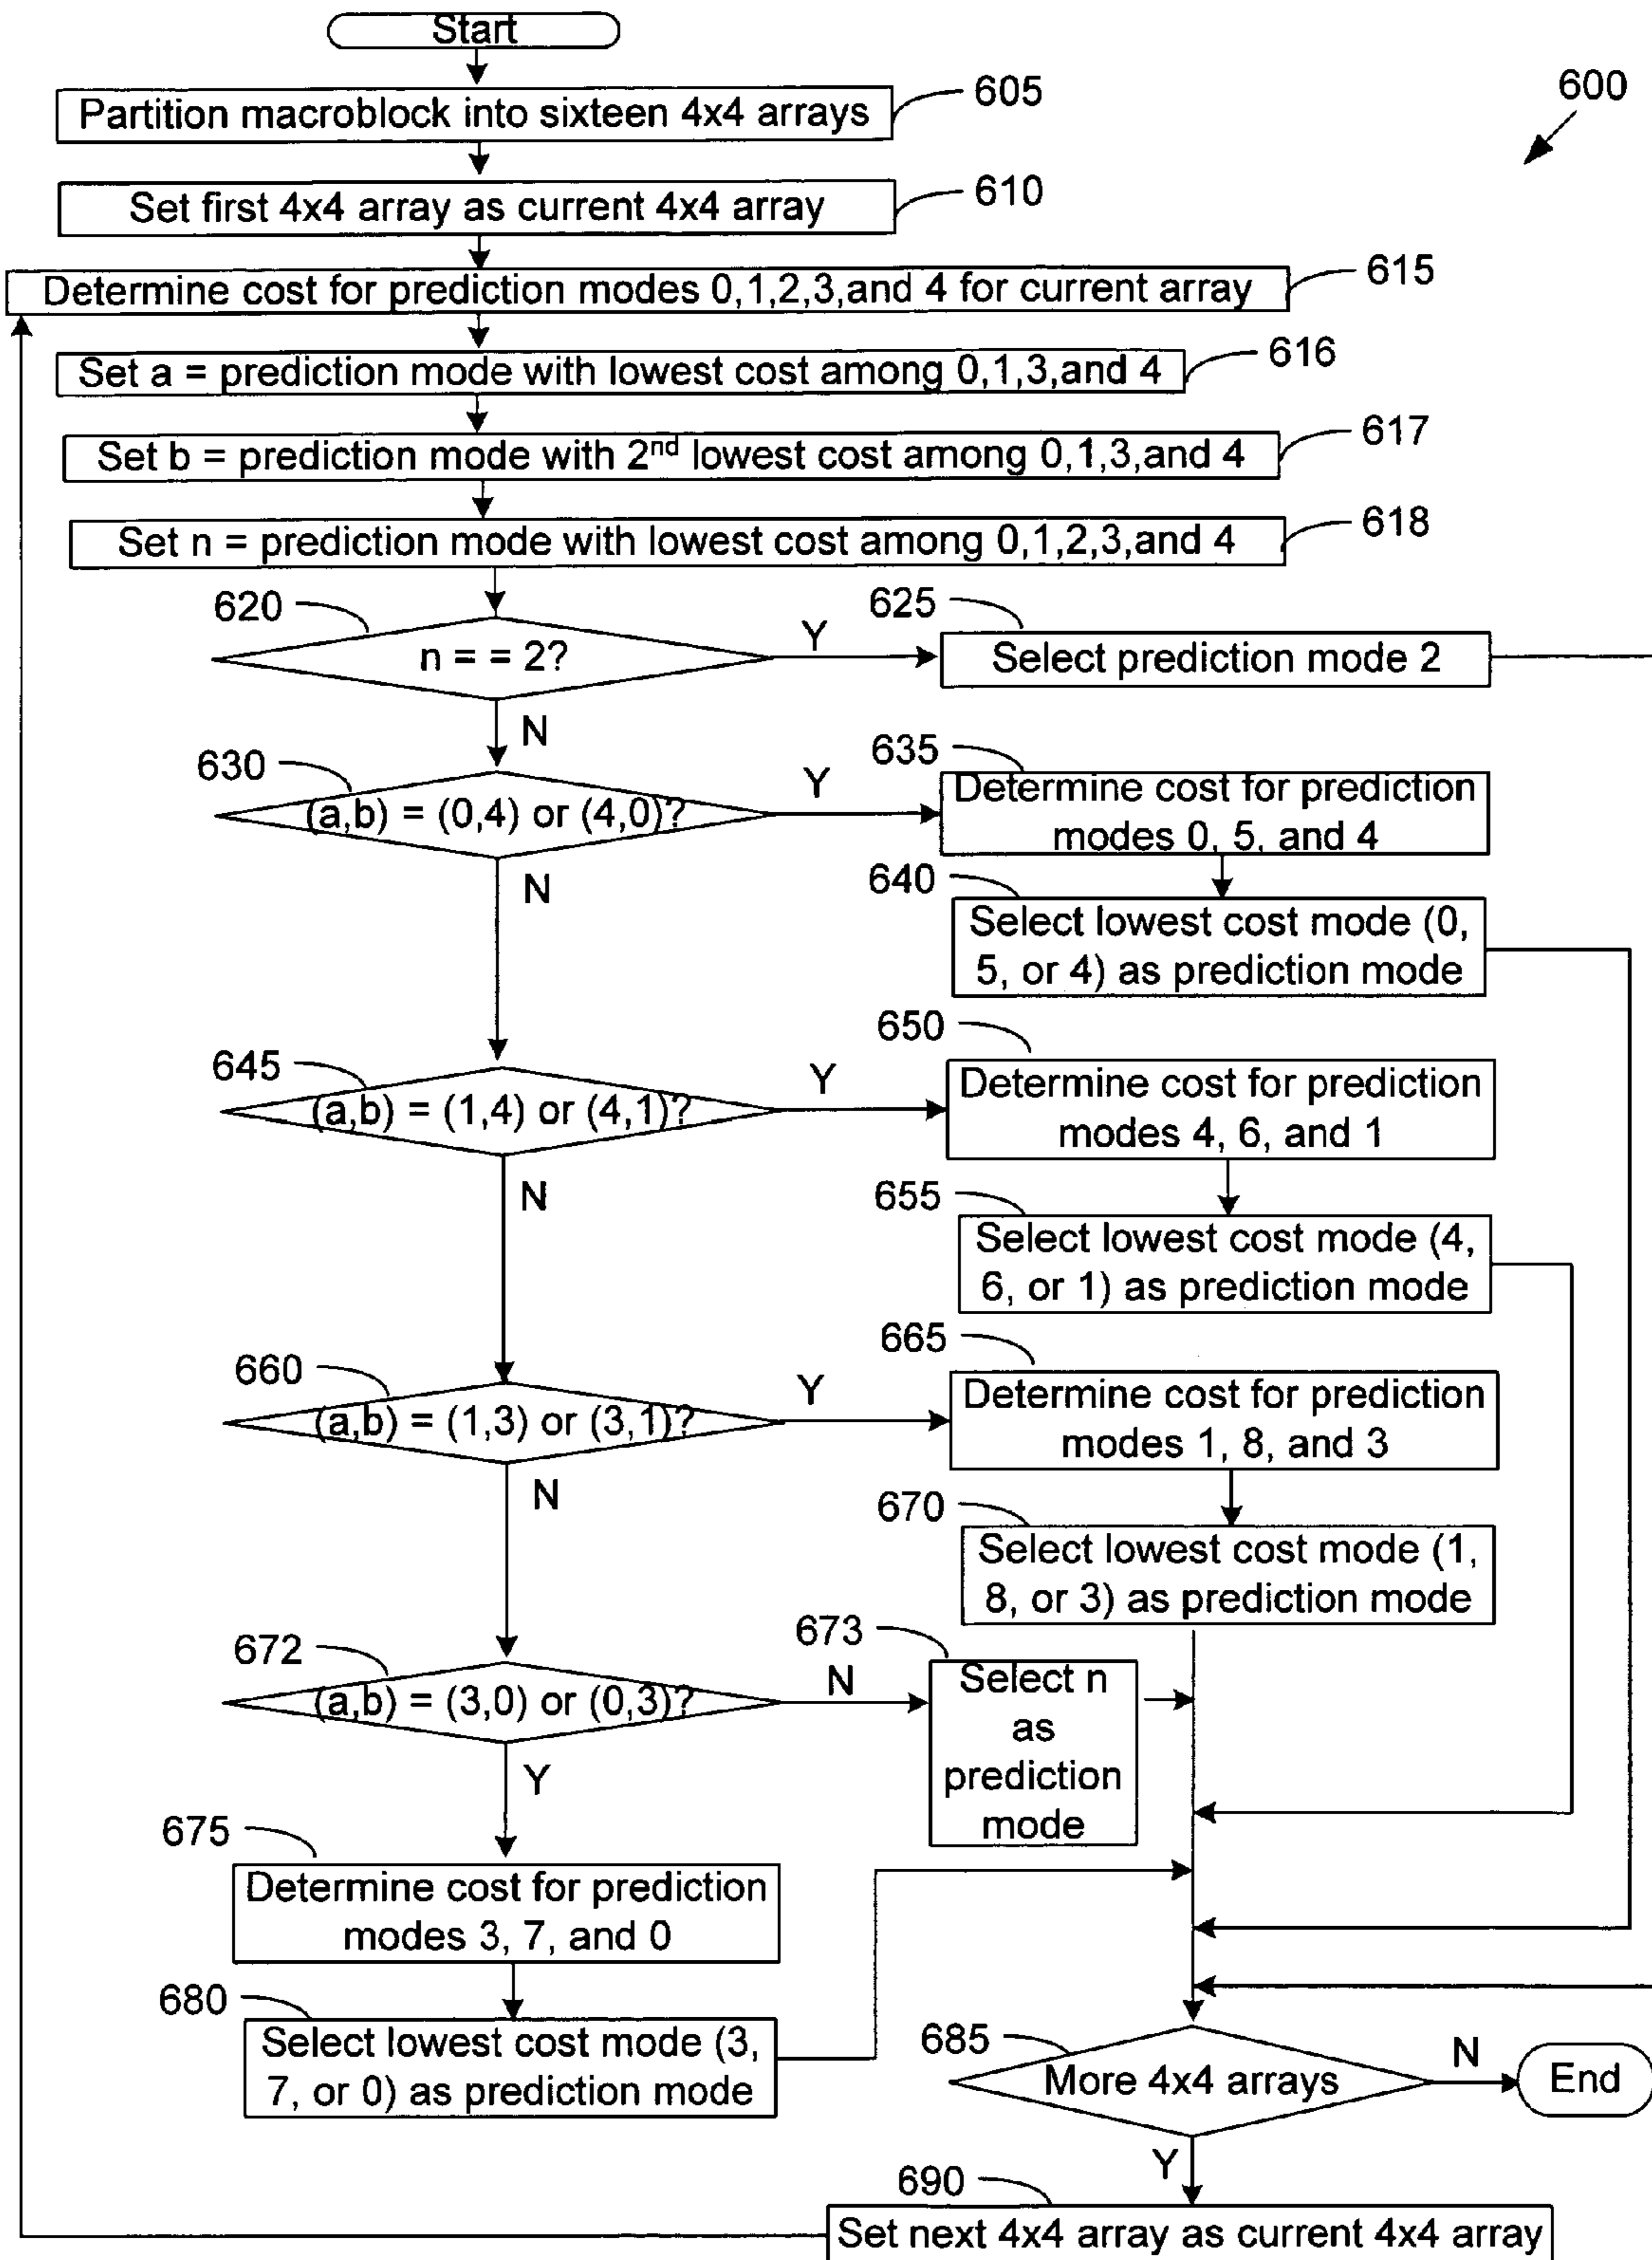 Start
600
Partition macroblock into sixteen 4x4 arrays
605
Set first 4x4 array as current 4x4 array
610
Determine cost for prediction modes 0,1,2,3,and 4 for current array
615
Set a = prediction mode with lowest cost among 0,1,3,and 4
616
Set b = prediction mode with 2nd lowest cost among 0,1,3,and 4
617
Set n = prediction mode with lowest cost among 0,1,2,3,and 4
618
620
n = = 2?
Y
625
Select prediction mode 2
N
630
(a,b) = (0,4) or (4,0)?
Y
635
Determine cost for prediction
modes 0, 5, and 4
N
640
Select lowest cost mode (0,
5, or 4) as prediction mode
645
(a,b) = (1,4) or (4,1)?
Y
650
Determine cost for prediction
modes 4, 6, and 1
N
655
Select lowest cost mode (4,
6, or 1) as prediction mode
660
(a,b) = (1,3) or (3,1)?
Y
665
Determine cost for prediction
modes 1, 8, and 3
N
670
Select lowest cost mode (1,
8, or 3) as prediction mode
672
(a,b) = (3,0) or (0,3)?
N
673
Select n
as
prediction
mode
Y
675
Determine cost for prediction
modes 3, 7, and 0
680
Select lowest cost mode (3,
7, or 0) as prediction mode
685
More 4x4 arrays
N
End
Y
690
Set next 4x4 array as current 4x4 array